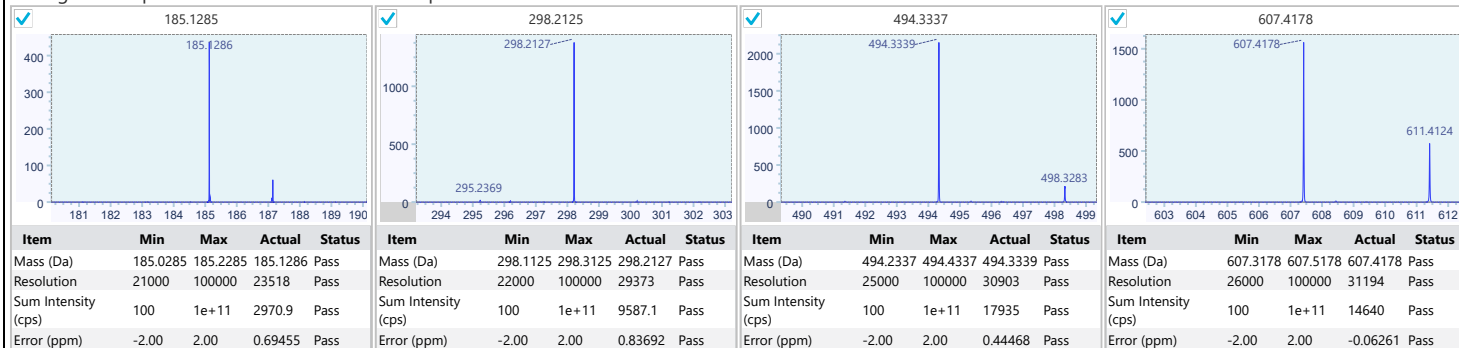 185.1285
185.1286
400
300
200
100
0
181 182 183 184 185 186 187 188 189 190
Item Min Max Actual Status
Mass (Da) 185.0285 185.2285 185.1286 Pass
Resolution 21000 100000 23518 Pass
Sum Intensity (cps) 100 1e+11 2970.9 Pass
Error (ppm) -2.00 2.00 0.69455 Pass
298.2125
298.2127
1000
500
295.2369
0
294 295 296 297 298 299 300 301 302 303
Item Min Max Actual Status
Mass (Da) 298.1125 298.3125 298.2127 Pass
Resolution 22000 100000 29373 Pass
Sum Intensity (cps) 100 1e+11 9587.1 Pass
Error (ppm) -2.00 2.00 0.83692 Pass
494.3337
494.3339
2000
1500
1000
500
498.3283
0
490 491 492 493 494 495 496 497 498 499
Item Min Max Actual Status
Mass (Da) 494.2337 494.4337 494.3339 Pass
Resolution 25000 100000 30903 Pass
Sum Intensity (cps) 100 1e+11 17935 Pass
Error (ppm) -2.00 2.00 0.44468 Pass
607.4178
607.4178
1500
1000
611.4124
500
0
603 604 605 606 607 608 609 610 611 612
Item Min Max Actual Status
Mass (Da) 607.3178 607.5178 607.4178 Pass
Resolution 26000 100000 31194 Pass
Sum Intensity (cps) 100 1e+11 14640 Pass
Error (ppm) -2.00 2.00 -0.06261 Pass